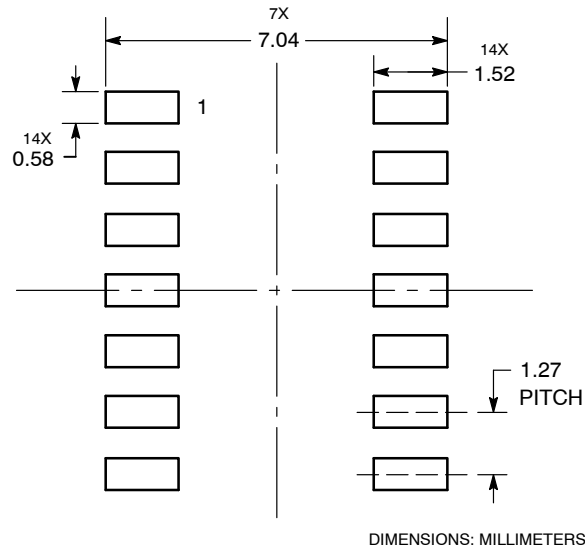 7X
7.04
14X
1.52
1
14X
0.58
1.27
PITCH
DIMENSIONS: MILLIMETERS